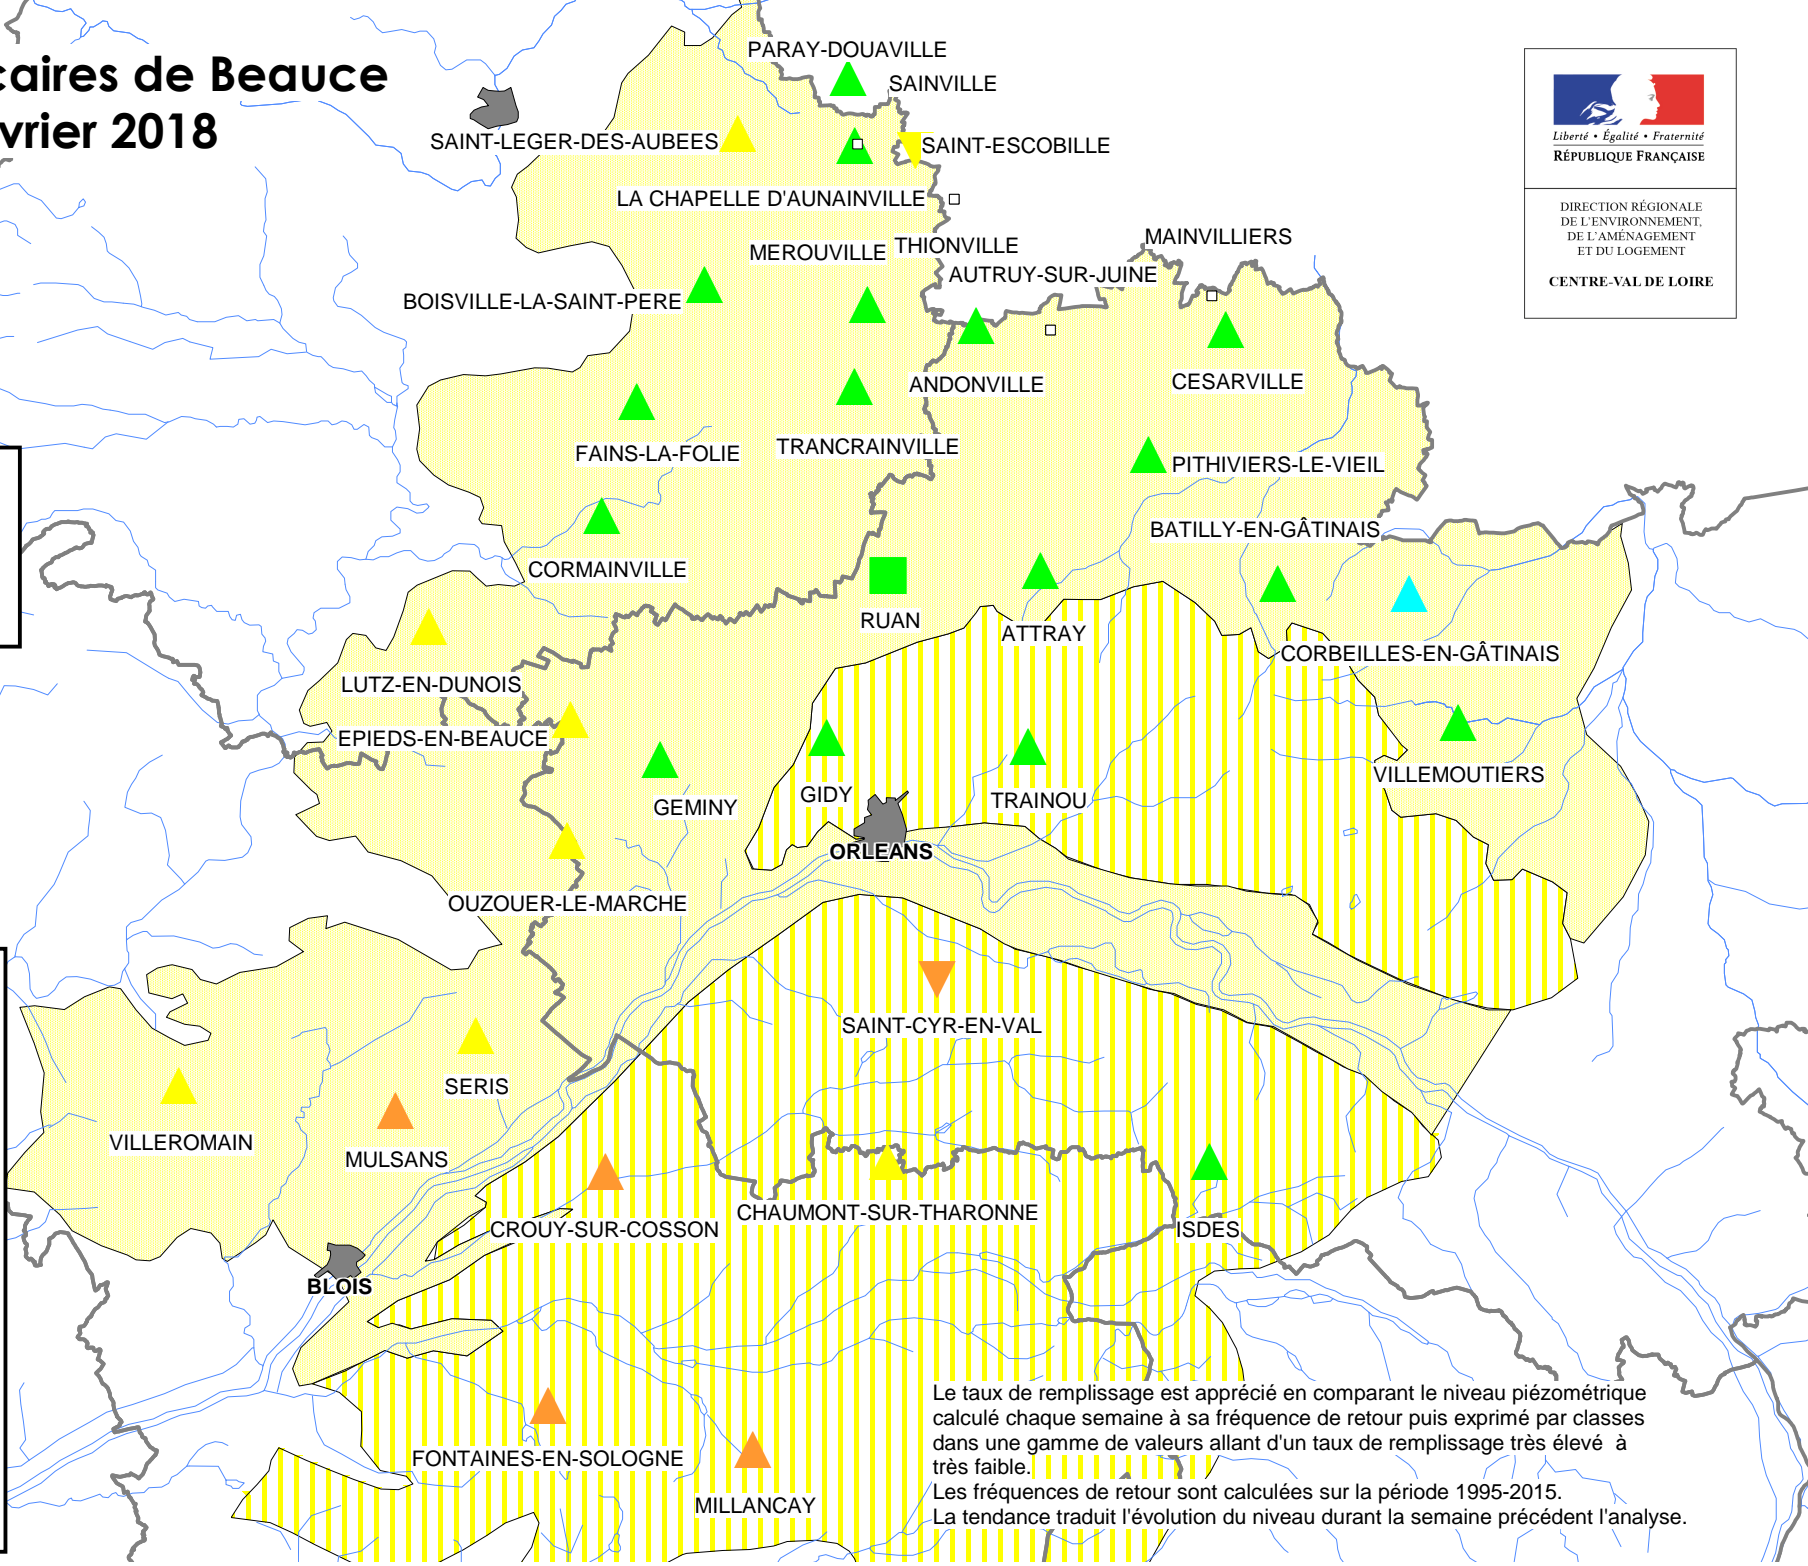 caires de Beauce
vrier 2018
PARAY-DOUAVILLE
SAINVILLE
SAINT-LEGER-DES-AUBEES
SAINT-ESCOBILLE
LA CHAPELLE D'AUNAINVILLE
MEROUVILLE
THIONVILLE
MAINVILLIERS
AUTRUY-SUR-JUINE
BOISVILLE-LA-SAINT-PERE
ANDONVILLE
CESARVILLE
FAINS-LA-FOLIE
TRANCRAINVILLE
PITHIVIERS-LE-VIEIL
BATILLY-EN-GÂTINAIS
CORMAINVILLE
RUAN
ATTRAY
CORBEILLES-EN-GÂTINAIS
LUTZ-EN-DUNOIS
EPIEDS-EN-BEAUCE
GEMINY
GIDY
TRAINOU
VILLEMOUTIERS
ORLEANS
OUZOUER-LE-MARCHE
SAINT-CYR-EN-VAL
SERIS
VILLEROMAIN
MULSANS
CROUY-SUR-COSSON
CHAUMONT-SUR-THARONNE
ISDES
BLOIS
FONTAINES-EN-SOLOGNE
MILLANCAY
Liberté • Égalité • Fraternité
RÉPUBLIQUE FRANÇAISE
DIRECTION RÉGIONALE
DE L'ENVIRONNEMENT,
DE L'AMÉNAGEMENT
ET DU LOGEMENT
CENTRE-VAL DE LOIRE
Le taux de remplissage est apprécié en comparant le niveau piézométrique
calculé chaque semaine à sa fréquence de retour puis exprimé par classes
dans une gamme de valeurs allant d'un taux de remplissage très élevé à
très faible.
Les fréquences de retour sont calculées sur la période 1995-2015.
La tendance traduit l'évolution du niveau durant la semaine précédent l'analyse.